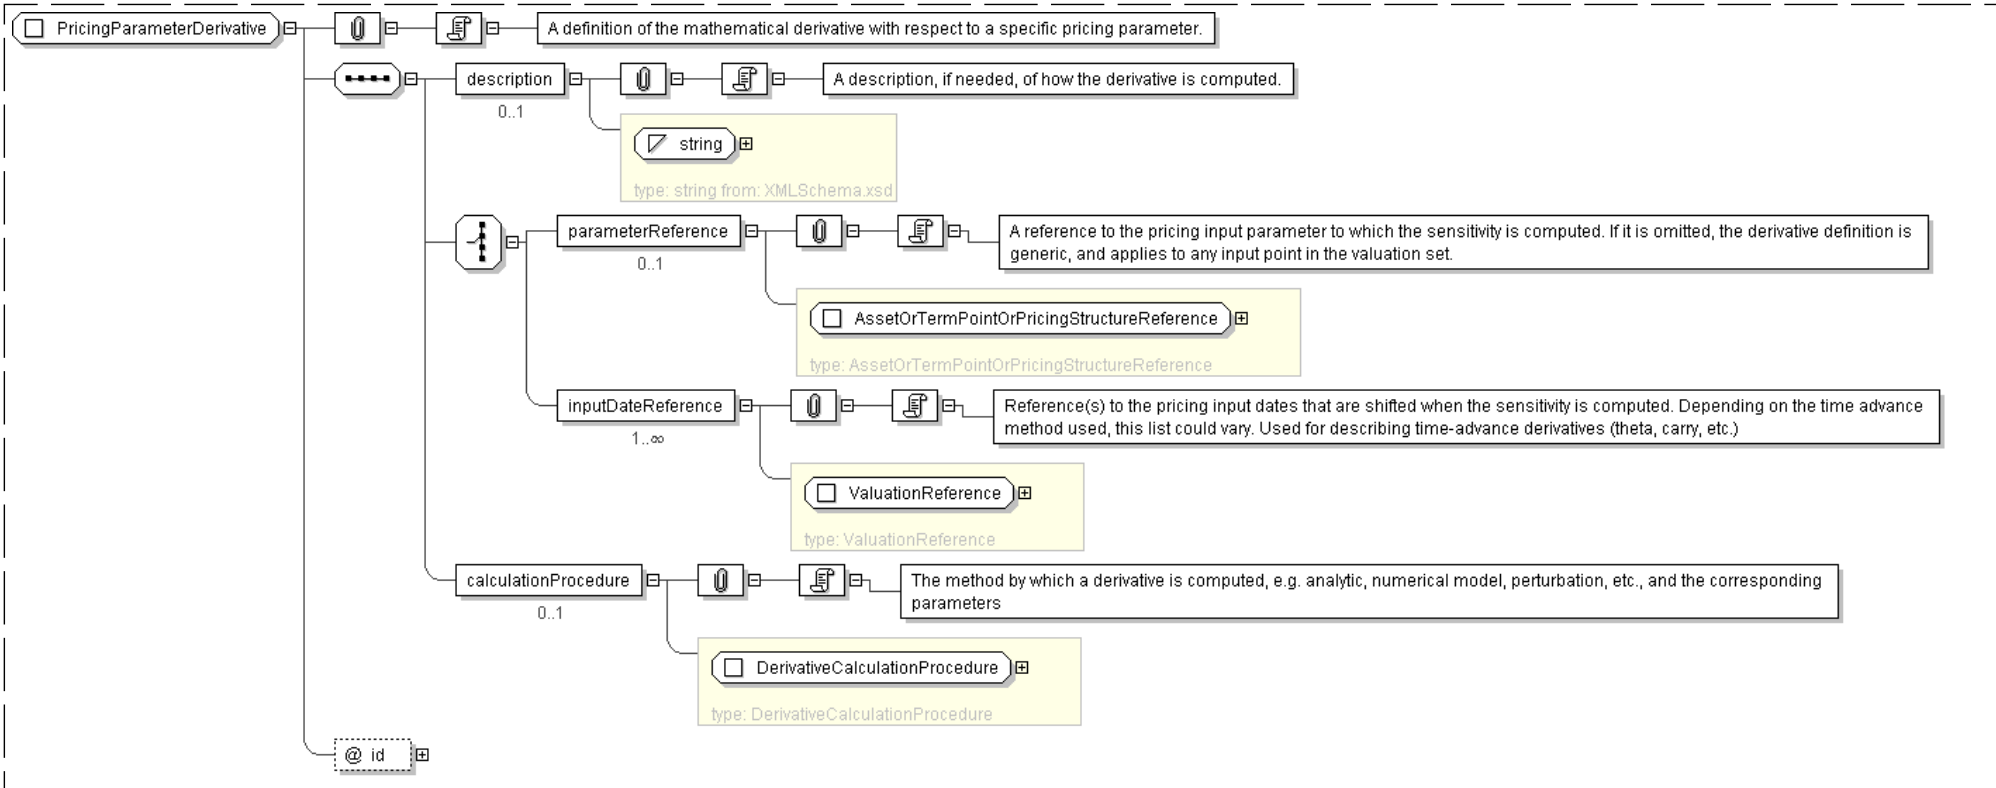 PricingParameterDerivative
A definition of the mathematical derivative with respect to a specific pricing parameter.
description
A description, if needed, of how the derivative is computed.
0..1
string
type: string from: XMLSchema.xsd
parameterReference
A reference to the pricing input parameter to which the sensitivity is computed. If it is omitted, the derivative definition is
generic, and applies to any input point in the valuation set.
0..1
AssetOrTermPointOrPricingStructureReference
type: AssetOrTermPointOrPricingStructureReference
inputDateReference
Reference(s) to the pricing input dates that are shifted when the sensitivity is computed. Depending on the time advance
method used, this list could vary. Used for describing time-advance derivatives (theta, carry, etc.)
1..∞
ValuationReference
type: ValuationReference
calculationProcedure
The method by which a derivative is computed, e.g. analytic, numerical model, perturbation, etc., and the corresponding
parameters
0..1
DerivativeCalculationProcedure
type: DerivativeCalculationProcedure
@ id